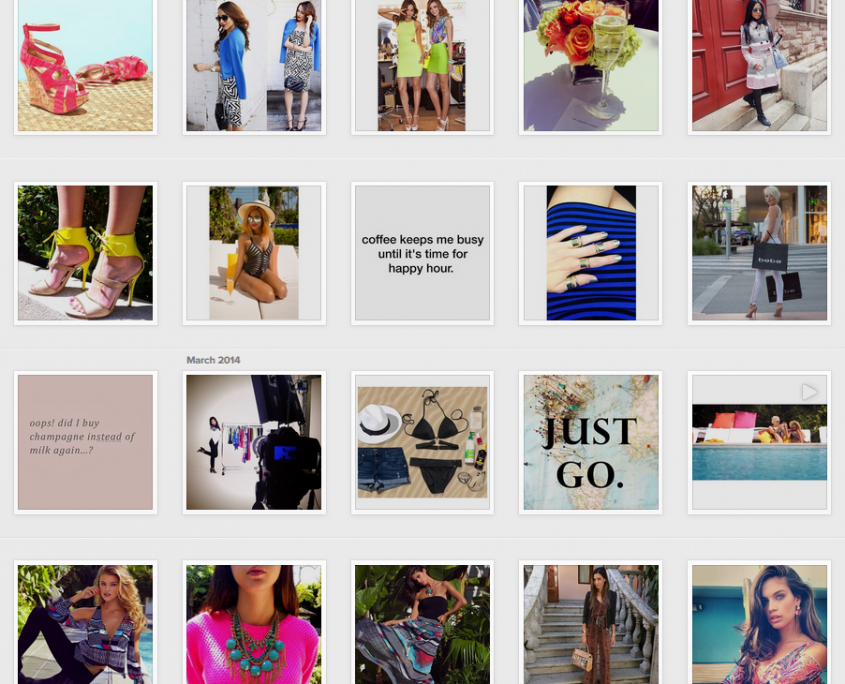 coffee keeps me busy
until it's time for
happy hour.
bebe
March 2014
oops! did I buy
champagne instead of
milk again...?
JUST
GO.